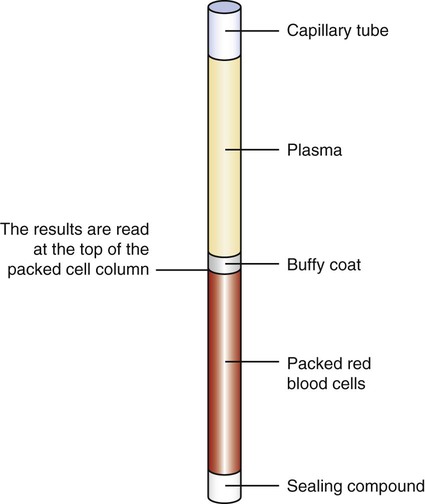 Capillary tube
Plasma
The results are read
at the top of the
packed cell column
Buffy coat
Packed red
blood cells
Sealing compound